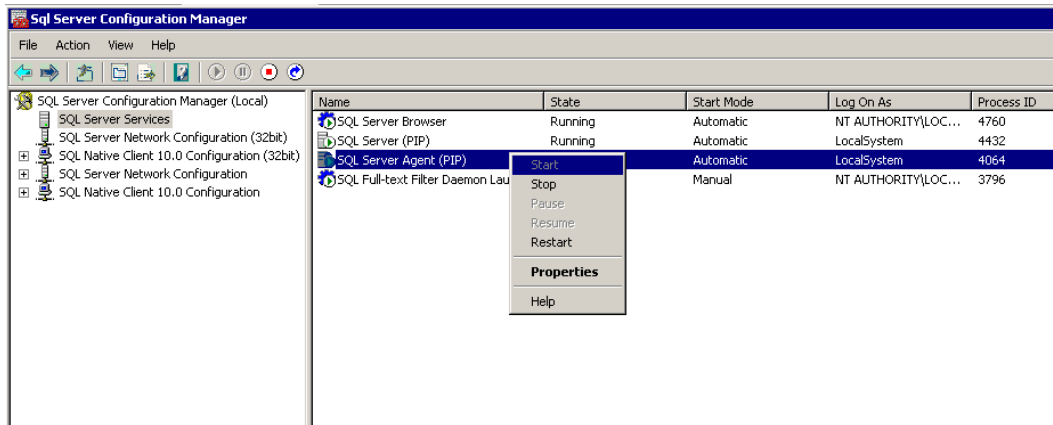 Sql Server Configuration Manager
File Action View Help
SQL Server Configuration Manager (Local)
SQL Server Services
SQL Server Network Configuration (32bit)
SQL Native Client 10.0 Configuration (32bit)
SQL Server Network Configuration
SQL Native Client 10.0 Configuration
Name State Start Mode Log On As Process ID
SQL Server Browser Running Automatic NT AUTHORITY\LOC... 4760
SQL Server (PIP) Running Automatic LocalSystem 4432
SQL Server Agent (PIP) Automatic LocalSystem 4064
SQL Full-text Filter Daemon Lau Manual NT AUTHORITY\LOC... 3796
Start
Stop
Pause
Resume
Restart
Properties
Help